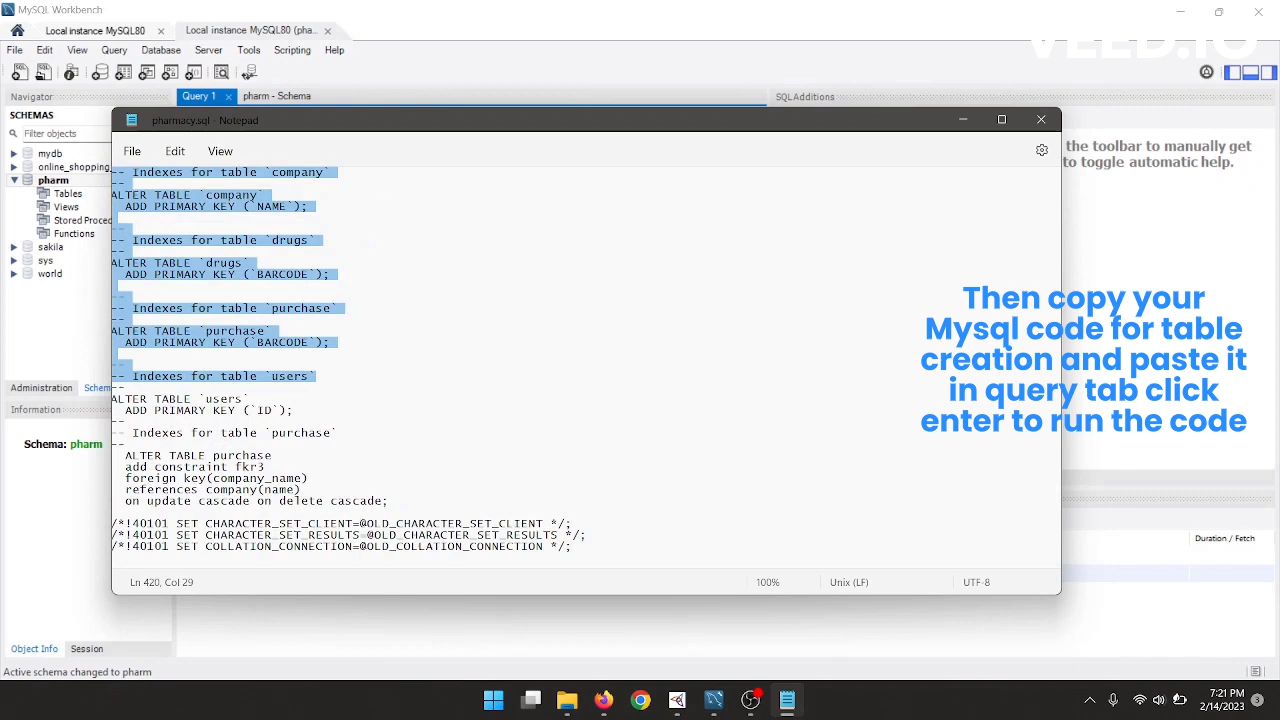 MySQL Workbench
Local instance MySQL80
Local instance MySQL80 (pha...
VEED.IO
File Edit View Query Database Server Tools Scripting Help
Navigator
Query 1
pharm - Schema
SQLAdditions
SCHEMAS
Filter objects
mydb
online_shopping_
pharm
Tables
Views
Stored Proced
Functions
sakila
sys
world
Administration Schem
Information
Schema: pharm
Object Info Session
Active schema changed to pharm
pharmacy.sql - Notepad
File Edit View
-- Indexes for table `company`
--
ALTER TABLE `company`
ADD PRIMARY KEY (`NAME`);
--
-- Indexes for table `drugs`
--
ALTER TABLE `drugs`
ADD PRIMARY KEY (`BARCODE`);
--
-- Indexes for table `purchase`
--
ALTER TABLE `purchase`
ADD PRIMARY KEY (`BARCODE`);
--
-- Indexes for table `users`
--
ALTER TABLE `users`
ADD PRIMARY KEY (`ID`);
--
-- Indexes for table `purchase`
--
ALTER TABLE purchase
add constraint fkr3
foreign key(company_name)
references company(name)
on update cascade on delete cascade;
/*!40101 SET CHARACTER_SET_CLIENT=@OLD_CHARACTER_SET_CLIENT */;
/*!40101 SET CHARACTER_SET_RESULTS=@OLD_CHARACTER_SET_RESULTS */;
/*!40101 SET COLLATION_CONNECTION=@OLD_COLLATION_CONNECTION */;
Ln 420, Col 29
100%
Unix (LF)
UTF-8
the toolbar to manually get
to toggle automatic help.
Then copy your
Mysql code for table
creation and paste it
in query tab click
enter to run the code
Duration / Fetch
7:21 PM
2/14/2023
3